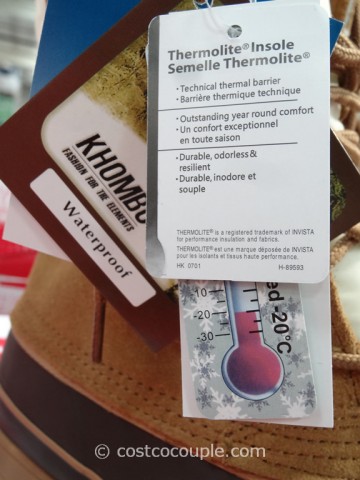 Thermolite® Insole
Semelle Thermolite®
• Technical thermal barrier
• Barrière thermique technique
• Outstanding year round comfort
• Un confort exceptionnel
en toute saison
• Durable, odorless &
resilient
• Durable, inodore et
souple
THERMOLITE® is a registered trademark of INVISTA
for performance insulation and fabrics.
THERMOLITE® est une marque déposée de INVISTA
pour les isolants et tissus haute performance.
HK 0701 H-89593
KHOMBU
FASHION FOR THE ELEMENTS
Waterproof
-10
-20
-30
ed -20°C
© costcocouple.com ♡